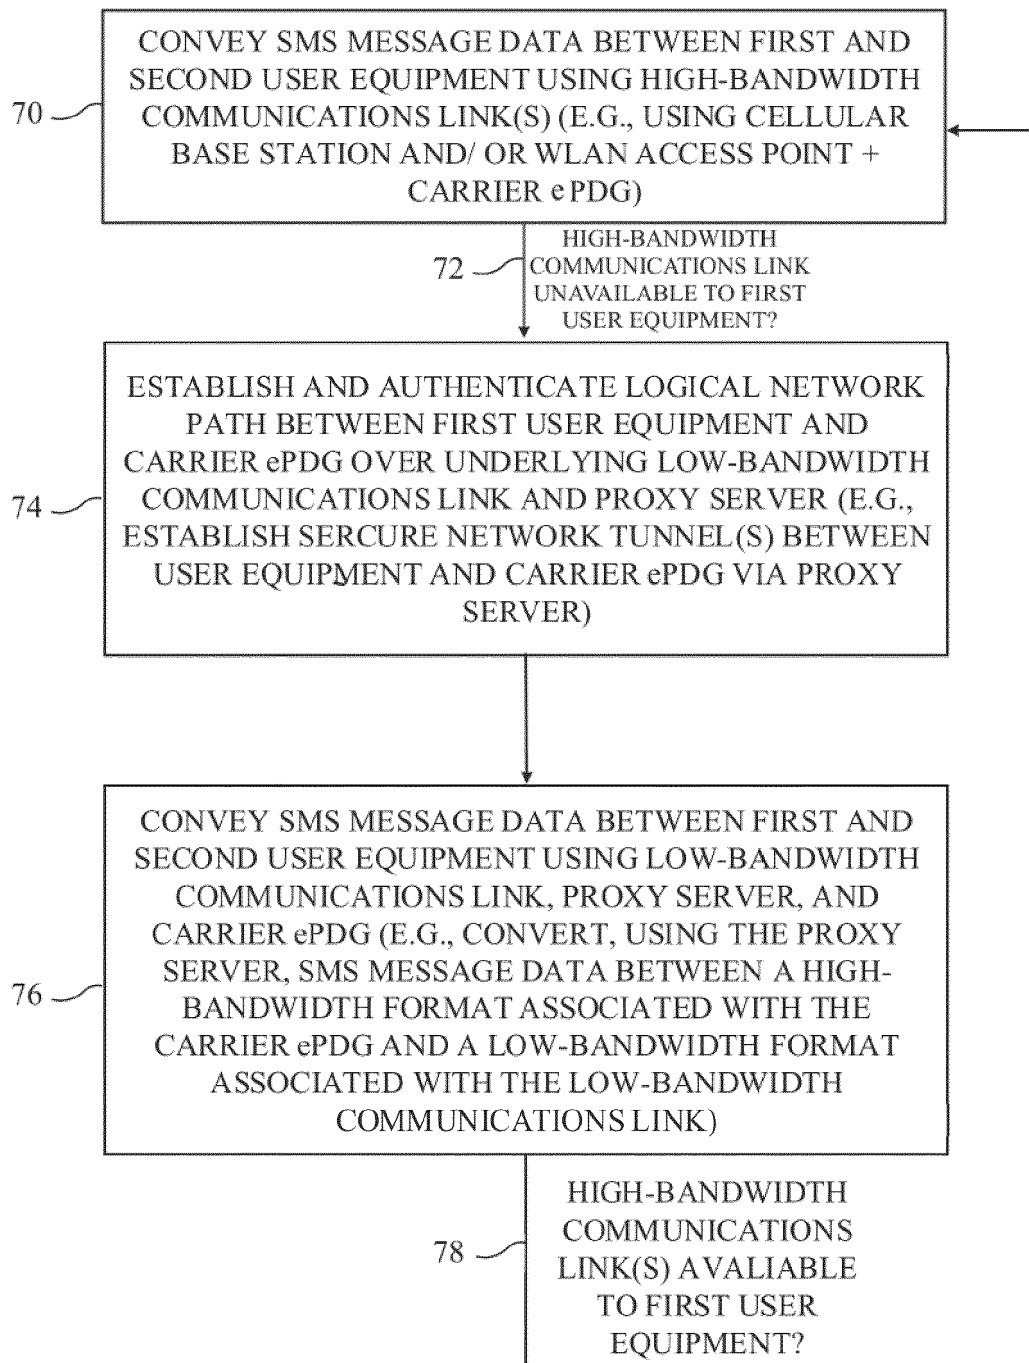 CONVEY SMS MESSAGE DATA BETWEEN FIRST AND
SECOND USER EQUIPMENT USING HIGH-BANDWIDTH
COMMUNICATIONS LINK(S) (E.G., USING CELLULAR
BASE STATION AND/ OR WLAN ACCESS POINT +
CARRIER ePDG)
70
72
HIGH-BANDWIDTH
COMMUNICATIONS LINK
UNAVAILABLE TO FIRST
USER EQUIPMENT?
ESTABLISH AND AUTHENTICATE LOGICAL NETWORK
PATH BETWEEN FIRST USER EQUIPMENT AND
CARRIER ePDG OVER UNDERLYING LOW-BANDWIDTH
COMMUNICATIONS LINK AND PROXY SERVER (E.G.,
ESTABLISH SERCURE NETWORK TUNNEL(S) BETWEEN
USER EQUIPMENT AND CARRIER ePDG VIA PROXY
SERVER)
74
CONVEY SMS MESSAGE DATA BETWEEN FIRST AND
SECOND USER EQUIPMENT USING LOW-BANDWIDTH
COMMUNICATIONS LINK, PROXY SERVER, AND
CARRIER ePDG (E.G., CONVERT, USING THE PROXY
SERVER, SMS MESSAGE DATA BETWEEN A HIGH-
BANDWIDTH FORMAT ASSOCIATED WITH THE
CARRIER ePDG AND A LOW-BANDWIDTH FORMAT
ASSOCIATED WITH THE LOW-BANDWIDTH
COMMUNICATIONS LINK)
76
78
HIGH-BANDWIDTH
COMMUNICATIONS
LINK(S) AVALIABLE
TO FIRST USER
EQUIPMENT?